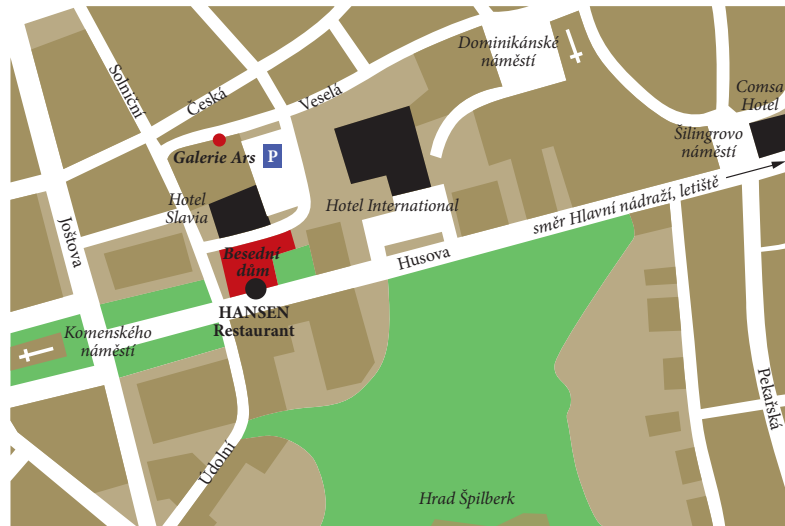 Dominikánské
náměstí
Solniční
Comsa
Hotel
Česká
Veselá
Šilingrovo
náměstí
Galerie Ars
P
Hotel
Slavia
Hotel International
směr Hlavní nádraží, letiště
Joštova
Besední
dům
Husova
HANSEN
Restaurant
Komenského
náměstí
Pekařská
Údolní
Hrad Špilberk